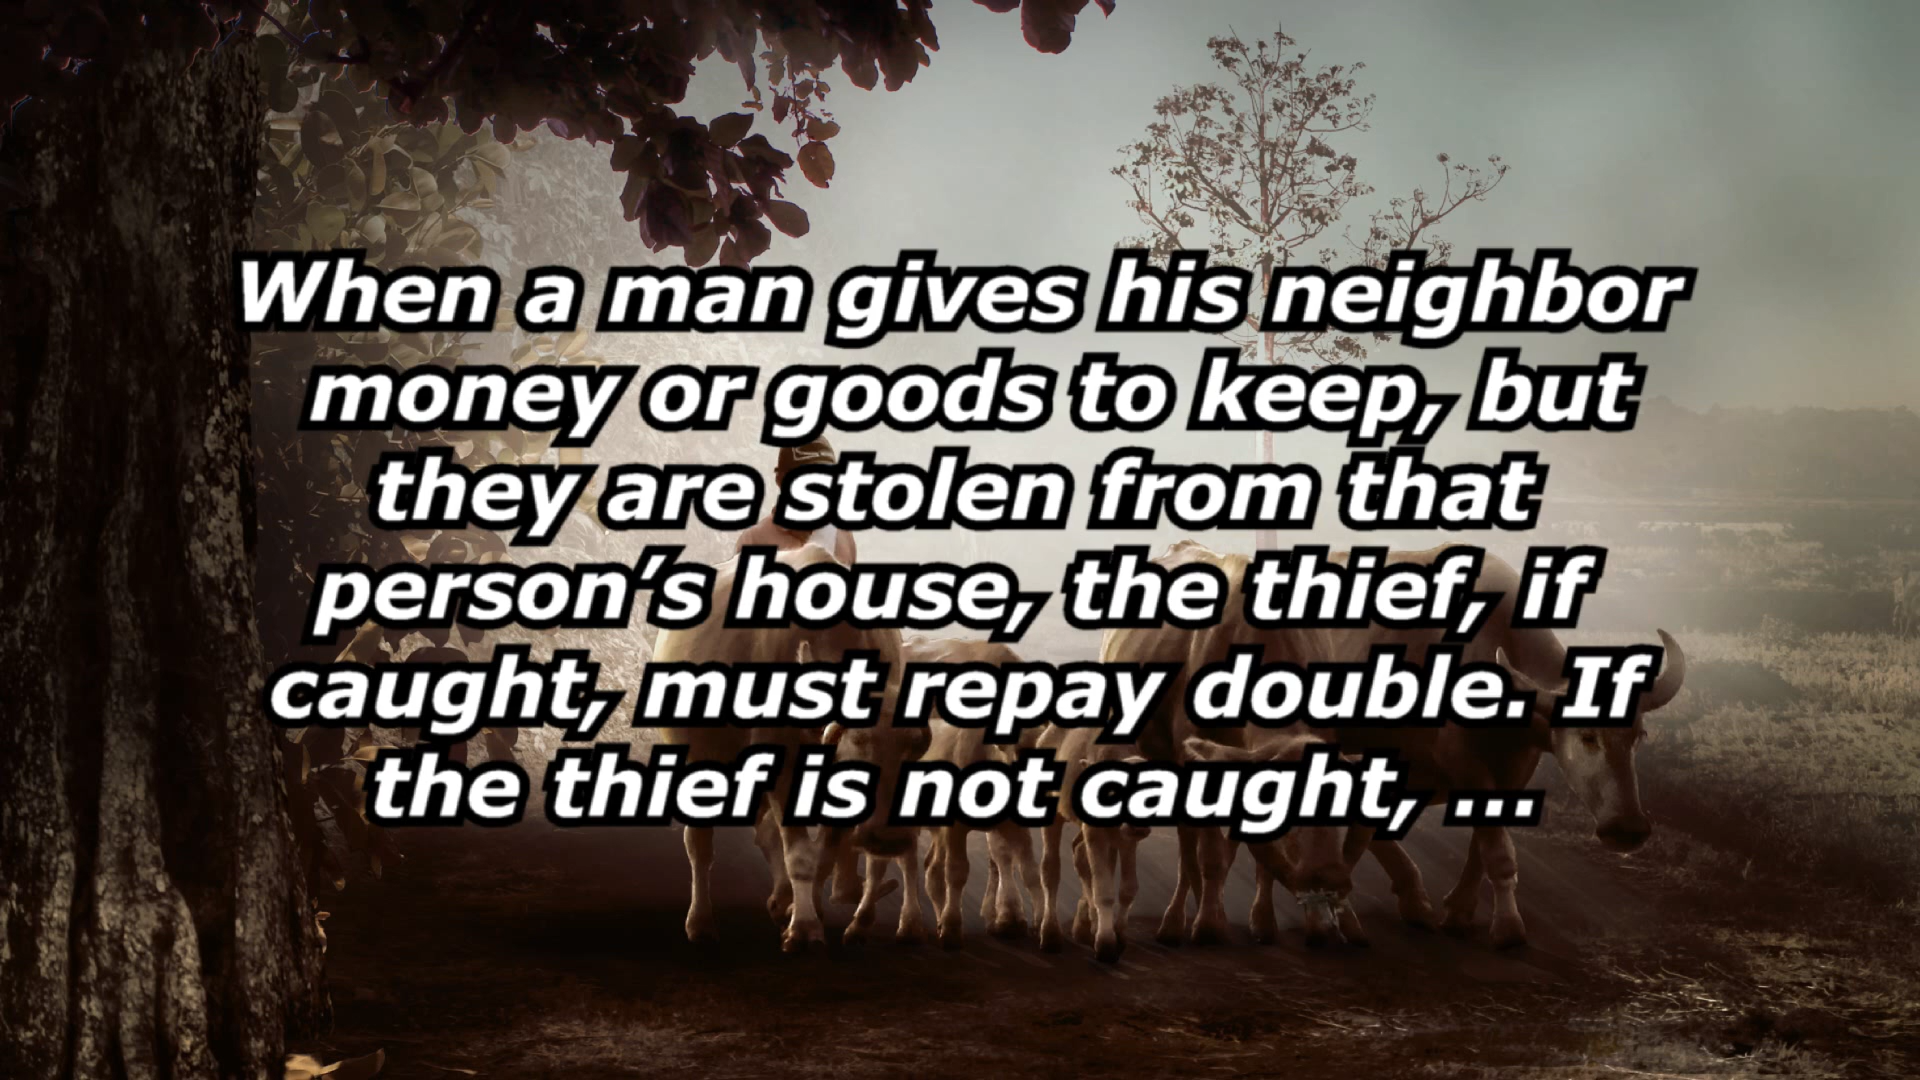 When a man gives his neighbor
money or goods to keep, but
they are stolen from that
person’s house, the thief, if
caught, must repay double. If
the thief is not caught, ...